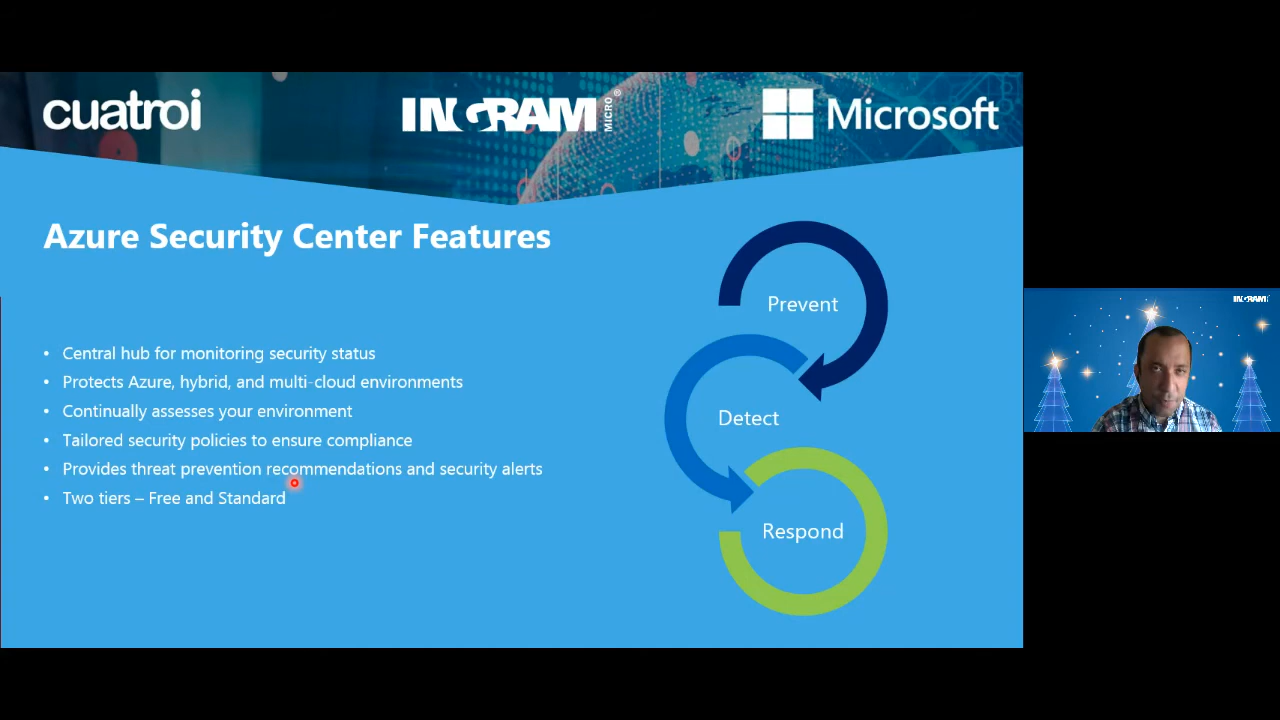 cuatroi
INGRAM MICRO®
Microsoft
Azure Security Center Features
• Central hub for monitoring security status
• Protects Azure, hybrid, and multi-cloud environments
• Continually assesses your environment
• Tailored security policies to ensure compliance
• Provides threat prevention recommendations and security alerts
• Two tiers – Free and Standard
Prevent
Detect
Respond
INGRAM